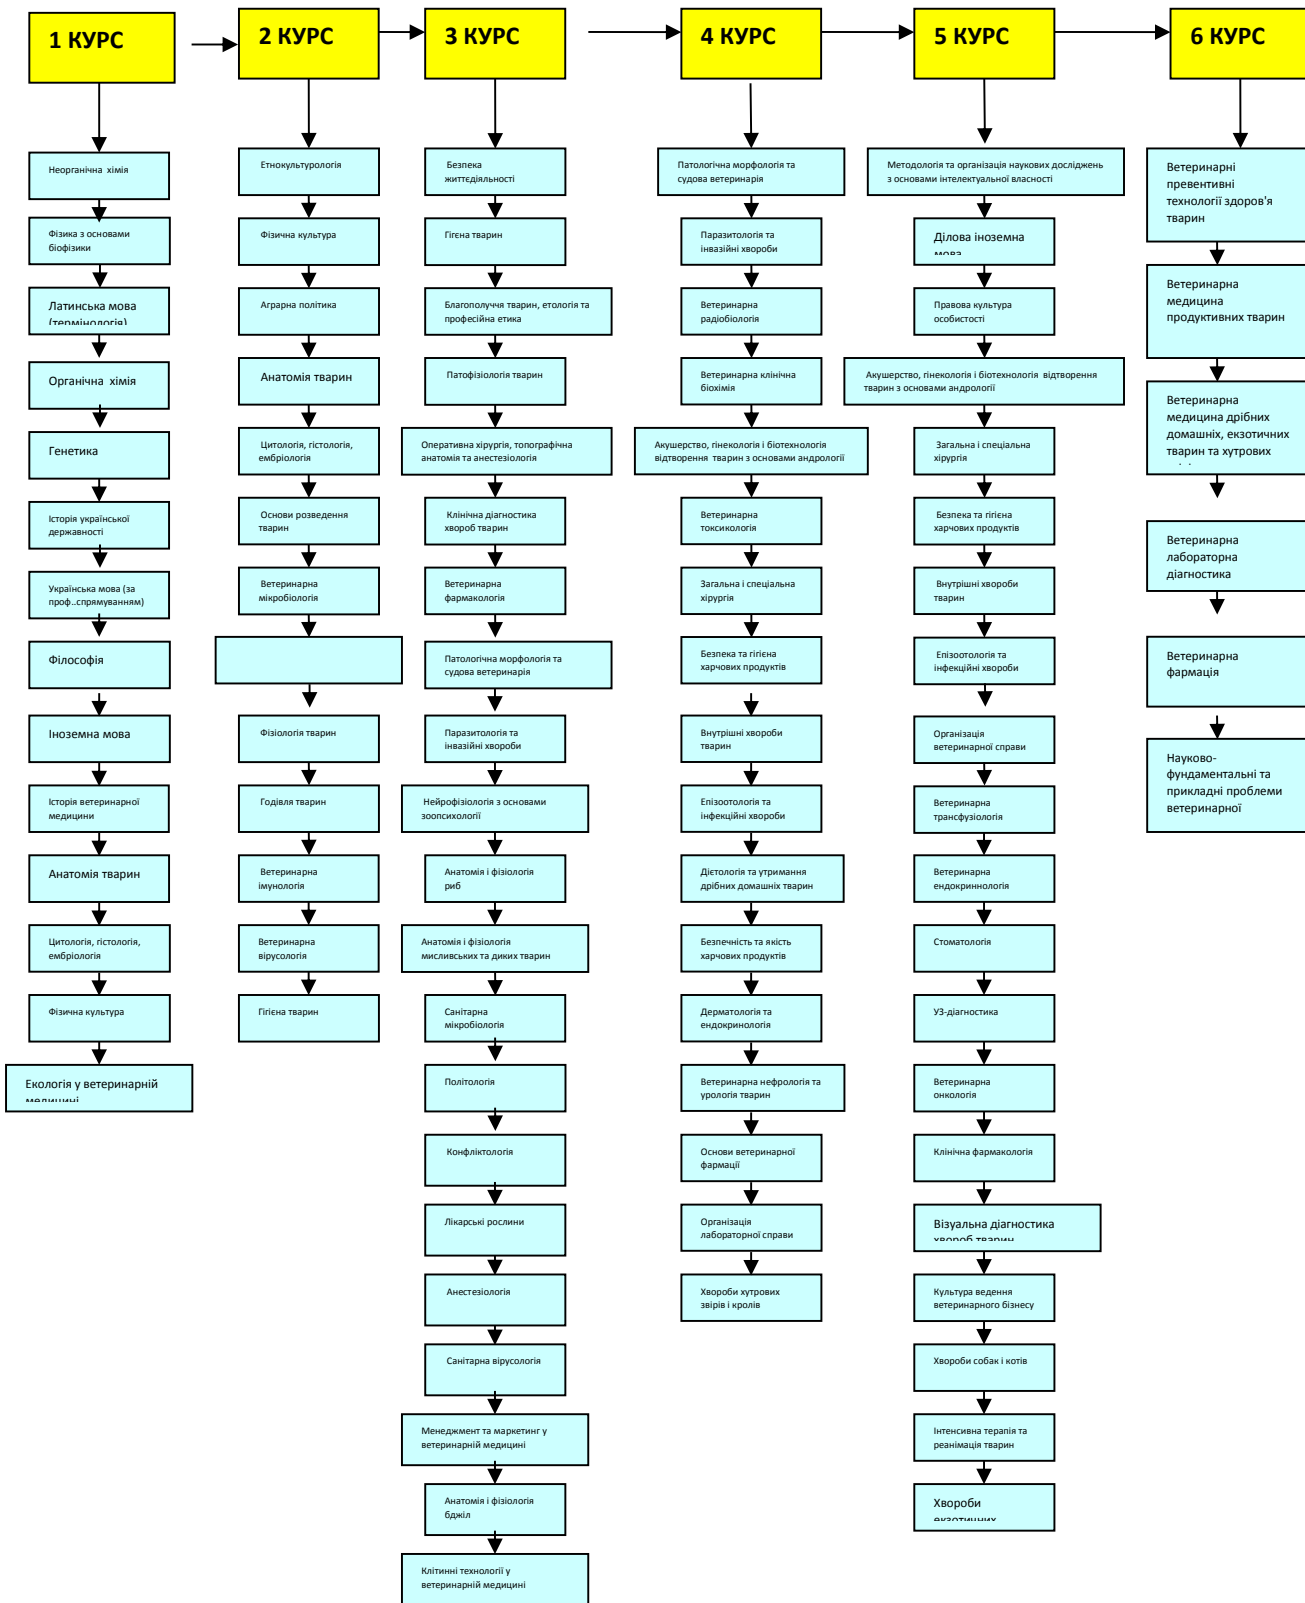 1 КУРС
2 КУРС
3 КУРС
4 КУРС
5 КУРС
6 КУРС
Неорганічна хімія
Фізика з основами
біофізики
Латинська мова
(термінологія)
Органічна хімія
Генетика
Історія української
державності
Українська мова (за
проф..спрямуванням)
Філософія
Іноземна мова
Історія ветеринарної
медицини
Анатомія тварин
Цитологія, гістологія,
ембріологія
Фізична культура
Екологія у ветеринарній
медицині
Етнокультурологія
Фізична культура
Аграрна політика
Анатомія тварин
Цитологія, гістологія,
ембріологія
Основи розведення
тварин
Ветеринарна
мікробіологія
Фізіологія тварин
Годівля тварин
Ветеринарна
імунологія
Ветеринарна
вірусологія
Гігієна тварин
Безпека
життєдіяльності
Гігєна тварин
Благополуччя тварин, етологія та
професійна етика
Патофізіологія тварин
Оперативна хірургія, топографічна
анатомія та анестезіологія
Клінічна діагностика
хвороб тварин
Ветеринарна
фармакологія
Патологічна морфологія та
судова ветеринарія
Паразитологія та
інвазійні хвороби
Нейрофізіологія з основами
зоопсихології
Анатомія і фізіологія
риб
Анатомія і фізіологія
мисливських та диких тварин
Санітарна
мікробіологія
Політологія
Конфліктологія
Лікарські рослини
Анестезіологія
Санітарна вірусологія
Менеджмент та маркетинг у
ветеринарній медицині
Анатомія і фізіологія
бджіл
Клітинні технології у
ветеринарній медицині
Патологічна морфологія та
судова ветеринарія
Паразитологія та
інвазійні хвороби
Ветеринарна
радіобіологія
Ветеринарна клінічна
біохімія
Акушерство, гінекологія і біотехнологія
відтворення тварин з основами андрології
Ветеринарна
токсикологія
Загальна і спеціальна
хірургія
Безпека та гігієна
харчових продуктів
Внутрішні хвороби
тварин
Епізоотологія та
інфекційні хвороби
Дієтологія та утримання
дрібних домашніх тварин
Безпечність та якість
харчових продуктів
Дерматологія та
ендокринологія
Ветеринарна нефрологія та
урологія тварин
Основи ветеринарної
фармації
Організація
лабораторної справи
Хвороби хутрових
звірів і кролів
Методологія та організація наукових досліджень
з основами інтелектуальної власності
Ділова іноземна
мова
Правова культура
особистості
Акушерство, гінекологія і біотехнологія відтворення
тварин з основами андрології
Загальна і спеціальна
хірургія
Безпека та гігієна
харчових продуктів
Внутрішні хвороби
тварин
Епізоотологія та
інфекційні хвороби
Організація
ветеринарної справи
Ветеринарна
трансфузіологія
Ветеринарна
ендокриннологія
Стоматологія
УЗ-діагностика
Ветеринарна
онкологія
Клінічна фармакологія
Візуальна діагностика
хвороб тварин
Культура ведення
ветеринарного бізнесу
Хвороби собак і котів
Інтенсивна терапія та
реанімація тварин
Хвороби
екзотичних
Ветеринарні
превентивні
технології здоров'я
тварин
Ветеринарна
медицина
продуктивних тварин
Ветеринарна
медицина дрібних
домашніх, екзотичних
тварин та хутрових
Ветеринарна
лабораторна
діагностика
Ветеринарна
фармація
Науково-
фундаментальні та
прикладні проблеми
ветеринарної